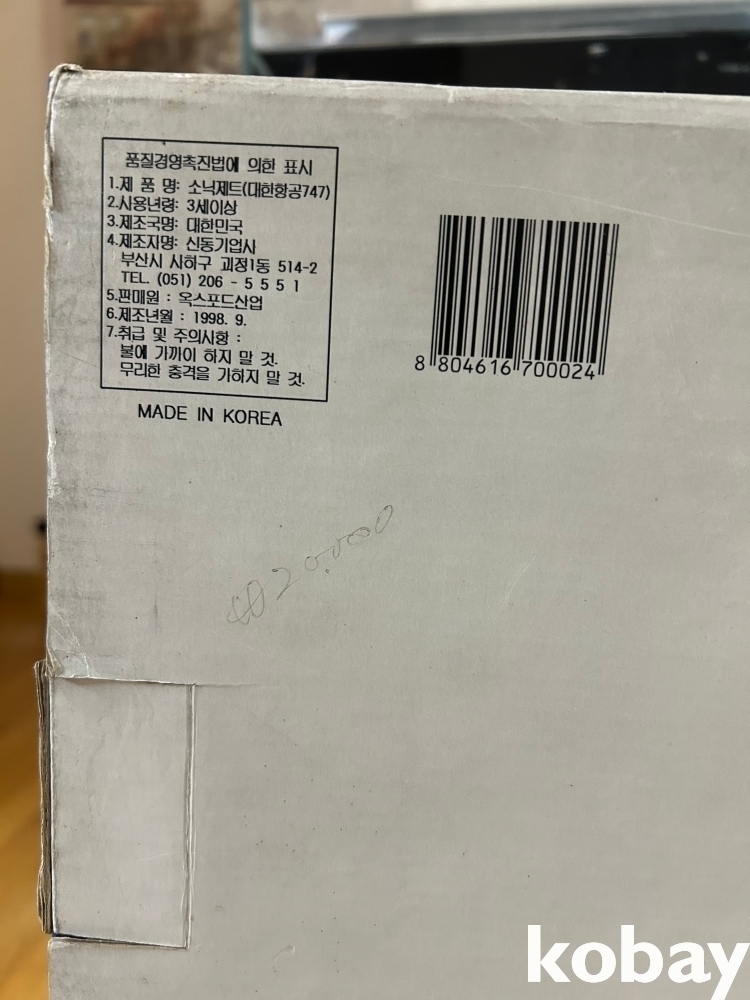 품질경영촉진법에 의한 표시
1.제 품 명: 소닉제트(대한항공747)
2.사용년령: 3세이상
3.제조국명: 대한민국
4.제조자명: 신동기업사
부산시 사하구 괴정1동 514-2
TEL. (051) 206 - 5 5 5 1
5.판매원 : 옥스포드산업
6.제조년월 : 1998. 9.
7.취급 및 주의사항 :
불에 가까이 하지 말 것.
무리한 충격을 가하지 말 것.
MADE IN KOREA
8 804616 700024
₩20,000
kobay